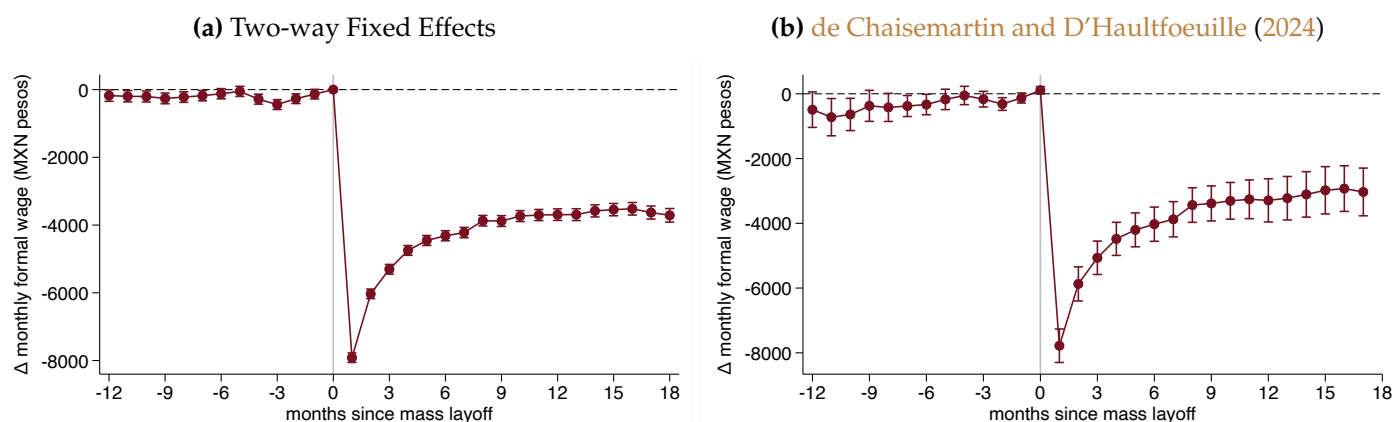 (a) Two-way Fixed Effects
Δ monthly formal wage (MXN pesos)
0
-2000
-4000
-6000
-8000
-12 -9 -6 -3 0 3 6 9 12 15 18
months since mass layoff
(b) de Chaisemartin and D'Haultfoeuille (2024)
Δ monthly formal wage (MXN pesos)
0
-2000
-4000
-6000
-8000
-12 -9 -6 -3 0 3 6 9 12 15 18
months since mass layoff